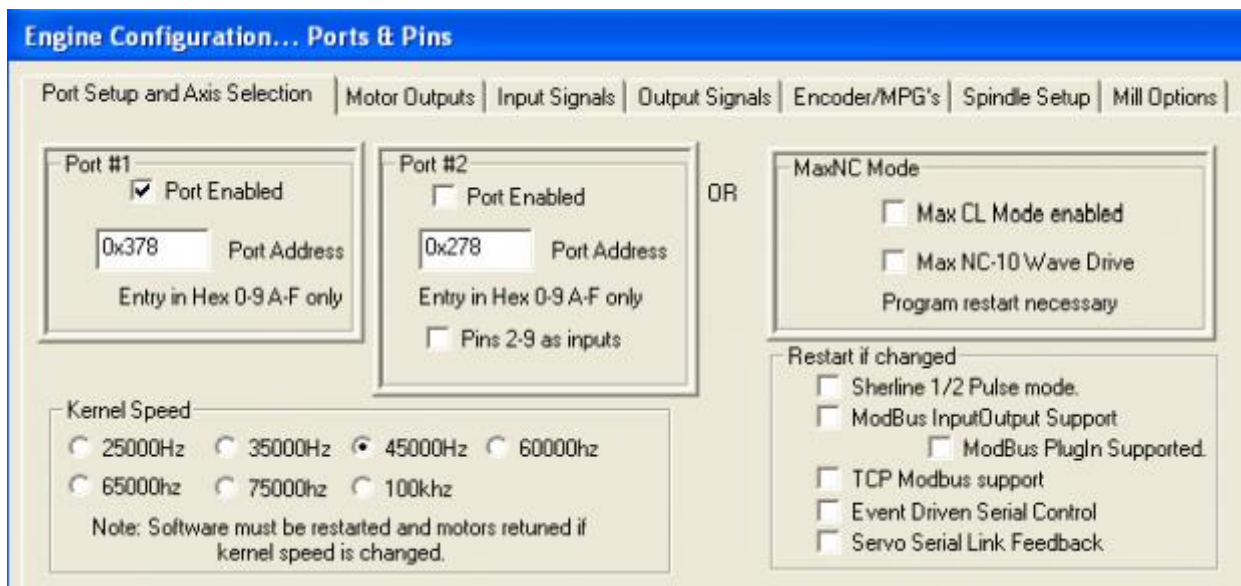 Engine Configuration... Ports & Pins
Port Setup and Axis Selection | Motor Outputs | Input Signals | Output Signals | Encoder/MPG's | Spindle Setup | Mill Options
Port #1
Port Enabled
0x378 Port Address
Entry in Hex 0-9 A-F only
Port #2
Port Enabled
0x278 Port Address
Entry in Hex 0-9 A-F only
Pins 2-9 as inputs
OR
MaxNC Mode
Max CL Mode enabled
Max NC-10 Wave Drive
Program restart necessary
Restart if changed
Sherline 1/2 Pulse mode.
ModBus InputOutput Support
ModBus PlugIn Supported.
TCP Modbus support
Event Driven Serial Control
Servo Serial Link Feedback
Kernel Speed
25000Hz 35000Hz 45000Hz 60000hz
65000hz 75000hz 100khz
Note: Software must be restarted and motors retuned if
kernel speed is changed.